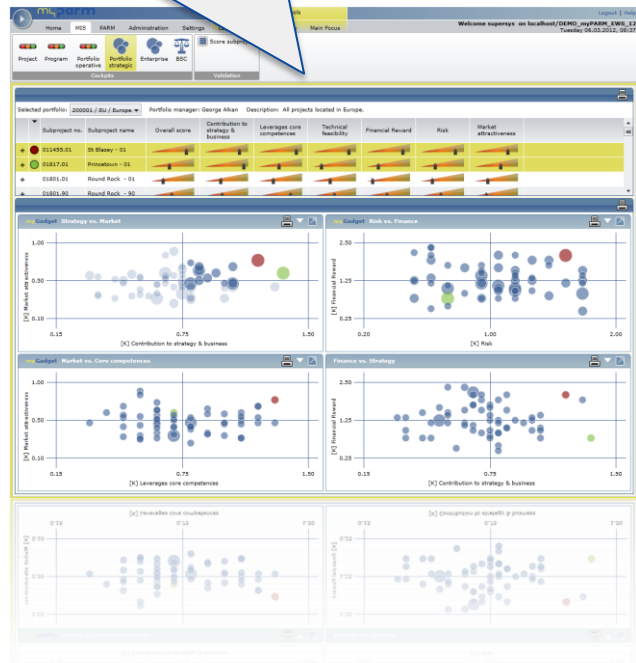 myparm
Logout | Help
Welcome supersys on localhost/DEMO_myPARM_EWS_12
Tuesday 06.03.2012, 08:37
Home MIS PARM Administration Settings Main Focus
Project Program Portfolio operative Portfolio strategic Enterprise BSC
Cockpits Validation
Selected portfolio: 200001 / EU / Europe Portfolio manager: George Alkan Description: All projects located in Europe.
Subproject no. Subproject name Overall score Contribution to strategy & business Leverages core competences Technical feasibility Financial Reward Risk Market attractiveness
011455.01 St Blazey - 01
01817.01 Princetown - 01
01801.01 Round Rock - 01
01801.90 Round Rock - 90
myGadget Strategy vs. Market
1.00
0.50
0.10
[K] Market attractiveness
0.15 0.75 1.50
[K] Contribution to strategy & business
myGadget Risk vs. Finance
2.50
1.25
0.25
[K] Financial Reward
0.20 1.00 2.00
[K] Risk
myGadget Market vs. Core competences
1.00
0.50
0.10
[K] Market attractiveness
0.15 0.75 1.50
[K] Leverages core competences
Finance vs. Strategy
2.50
1.25
0.25
[K] Financial Reward
0.15 0.75 1.50
[K] Contribution to strategy & business